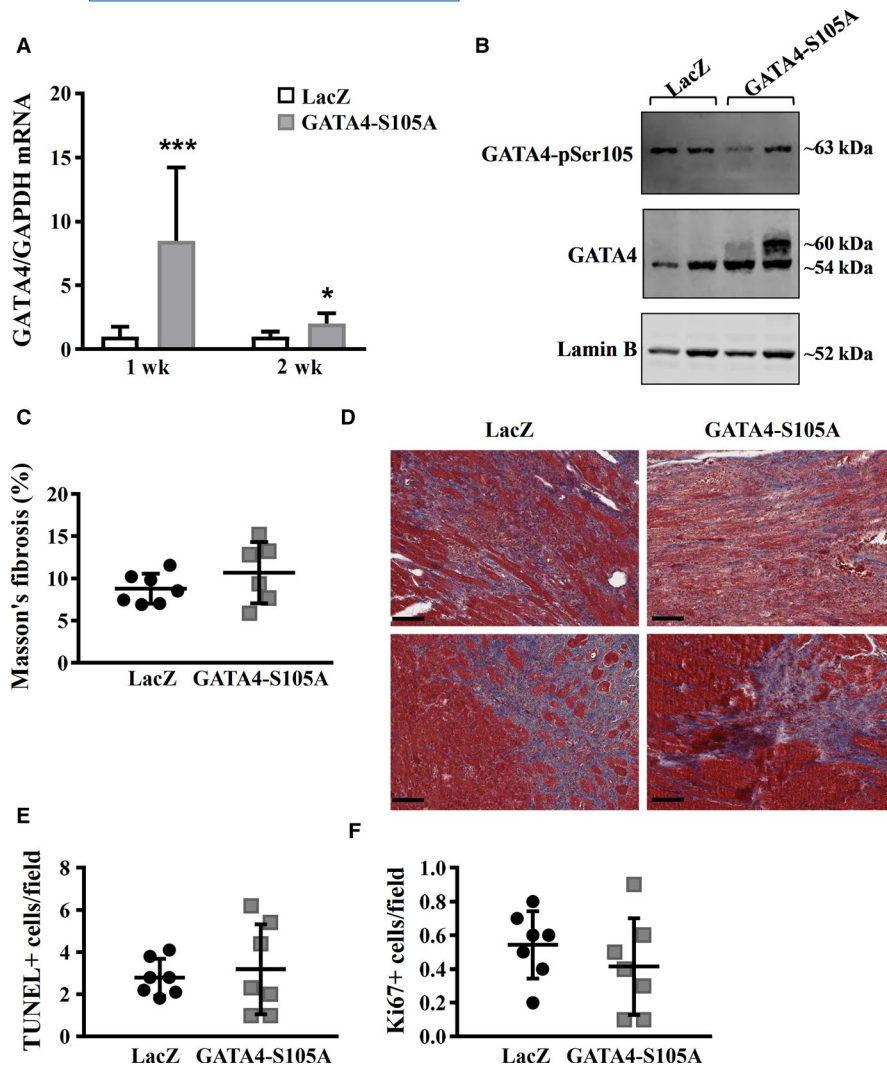 A
B
20
15
10
5
0
GATA4/GAPDH mRNA
LacZ
GATA4-S105A
***
*
1 wk
2 wk
LacZ
GATA4-S105A
GATA4-pSer105
~63 kDa
GATA4
~60 kDa
~54 kDa
Lamin B
~52 kDa
C
D
Masson's fibrosis (%)
20
15
10
5
0
LacZ
GATA4-S105A
LacZ
GATA4-S105A
E
F
TUNEL+ cells/field
8
6
4
2
0
LacZ
GATA4-S105A
Ki67+ cells/field
1.0
0.8
0.6
0.4
0.2
0.0
LacZ
GATA4-S105A